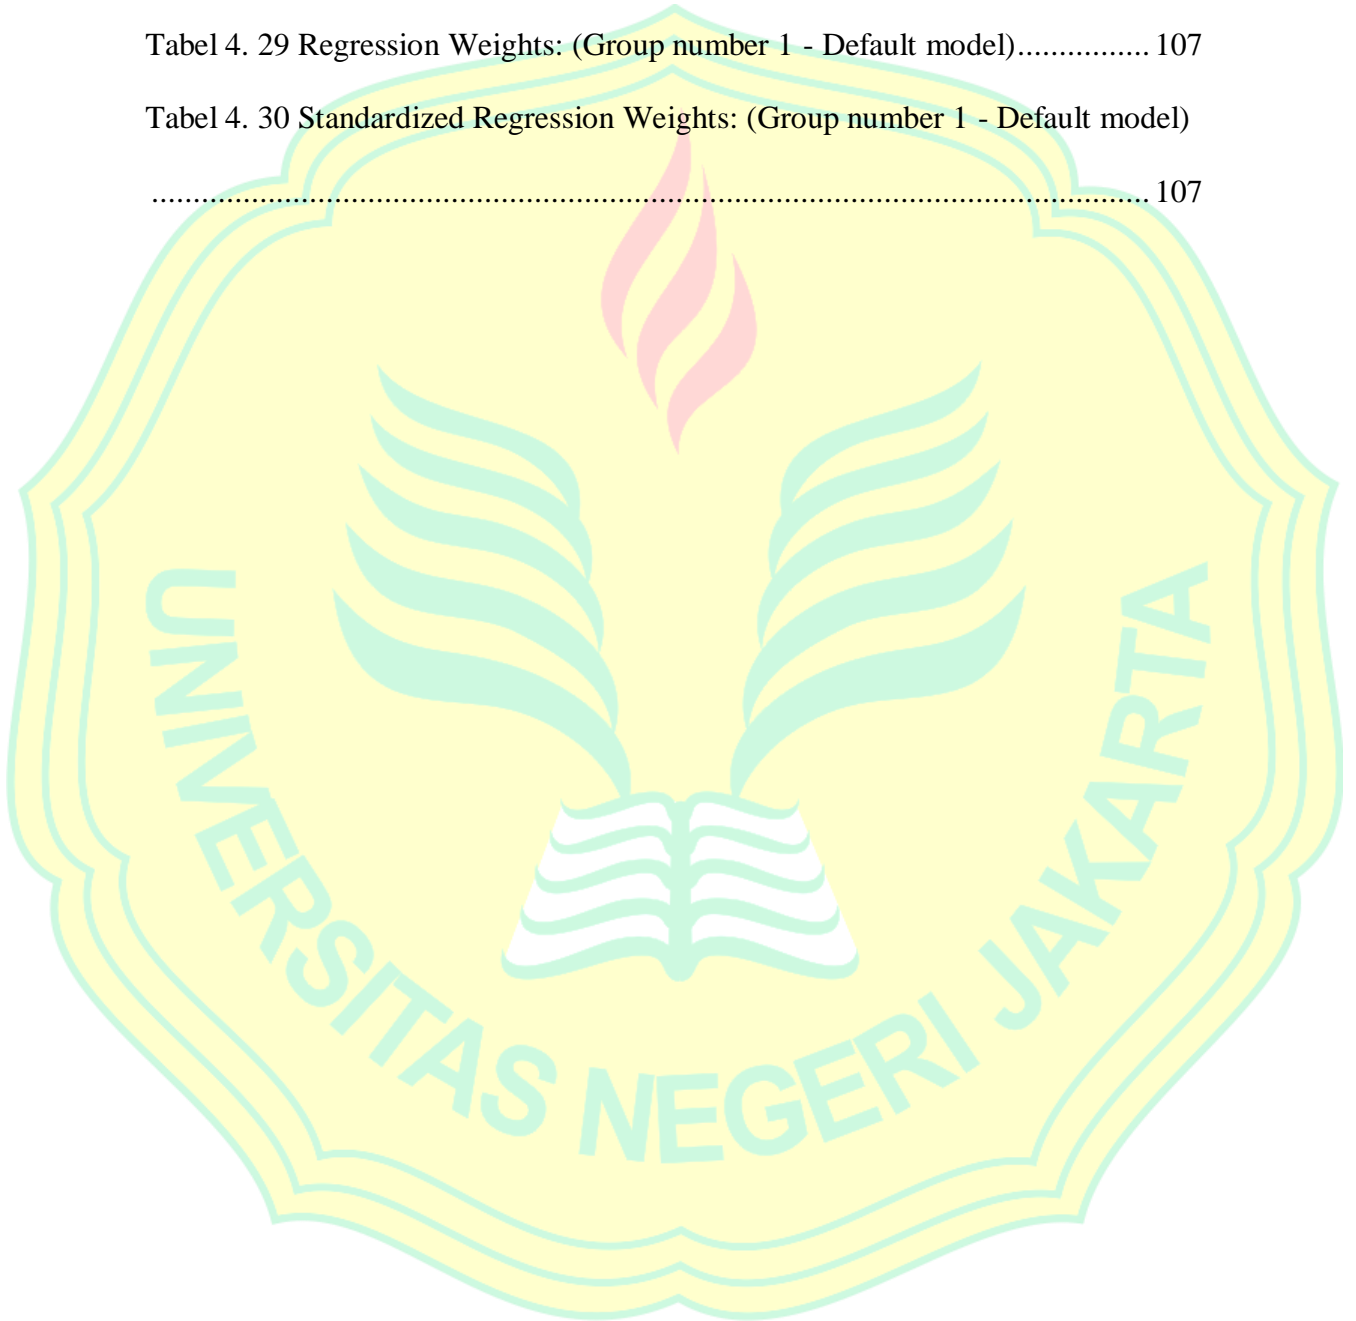 Tabel 4. 29 Regression Weights: (Group number 1 - Default model)................ 107
Tabel 4. 30 Standardized Regression Weights: (Group number 1 - Default model)
......................................................................................................................... 107
UNIVERSITAS NEGERI JAKARTA